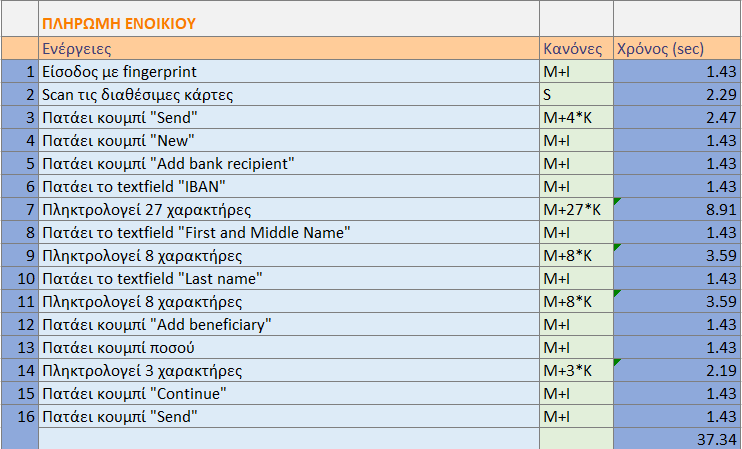 ΠΛΗΡΩΜΗ ΕΝΟΙΚΙΟΥ
Ενέργειες Κανόνες Χρόνος (sec)
1 Είσοδος με fingerprint M+I 1.43
2 Scan τις διαθέσιμες κάρτες S 2.29
3 Πατάει κουμπί "Send" M+4*K 2.47
4 Πατάει κουμπί "New" M+I 1.43
5 Πατάει κουμπί "Add bank recipient" M+I 1.43
6 Πατάει το textfield "IBAN" M+I 1.43
7 Πληκτρολογεί 27 χαρακτήρες M+27*K 8.91
8 Πατάει το textfield "First and Middle Name" M+I 1.43
9 Πληκτρολογεί 8 χαρακτήρες M+8*K 3.59
10 Πατάει το textfield "Last name" M+I 1.43
11 Πληκτρολογεί 8 χαρακτήρες M+8*K 3.59
12 Πατάει κουμπί "Add beneficiary" M+I 1.43
13 Πατάει κουμπί ποσού M+I 1.43
14 Πληκτρολογεί 3 χαρακτήρες M+3*K 2.19
15 Πατάει κουμπί "Continue" M+I 1.43
16 Πατάει κουμπί "Send" M+I 1.43
37.34